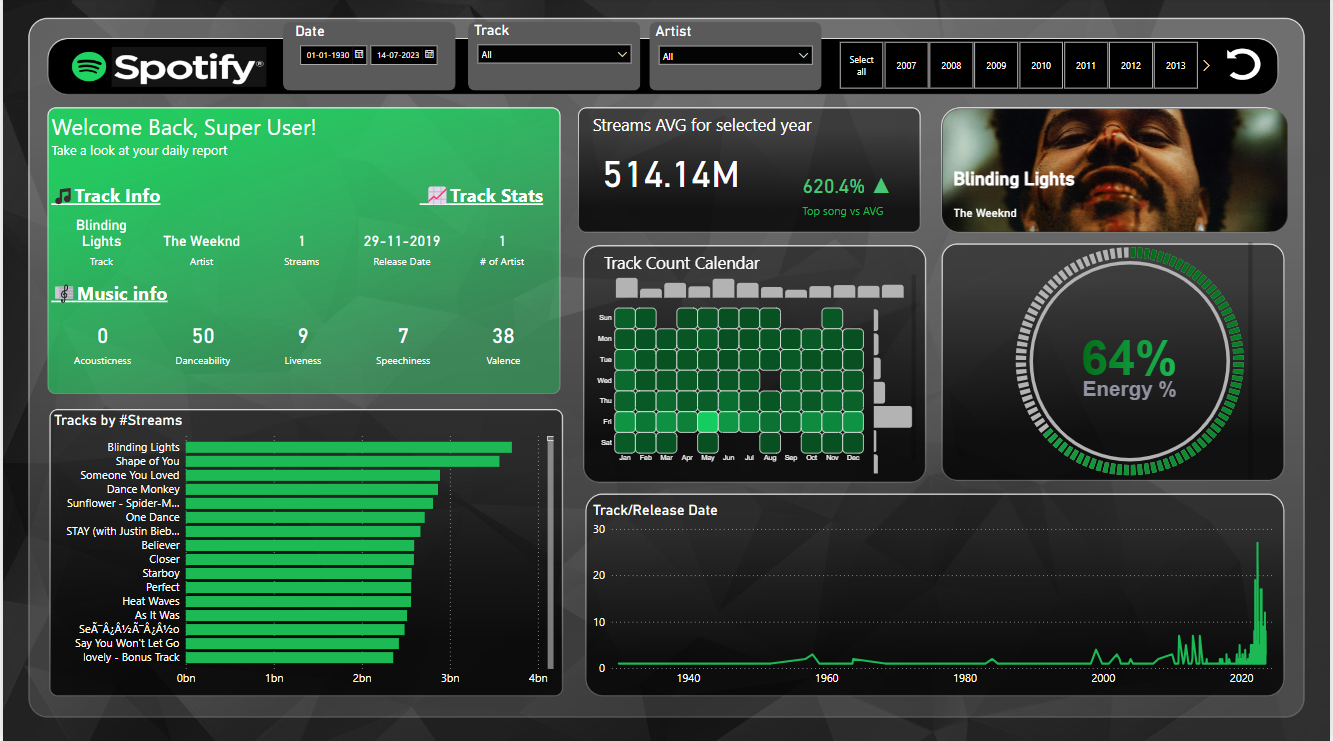 Spotify®
Date
01-01-1930
14-07-2023
Track
All
Artist
All
Select all
2007
2008
2009
2010
2011
2012
2013
Welcome Back, Super User!
Take a look at your daily report
Track Info
Track Stats
Blinding Lights
Track
The Weeknd
Artist
1
Streams
29-11-2019
Release Date
1
# of Artist
Music info
0
Acousticness
50
Danceability
9
Liveness
7
Speechiness
38
Valence
Streams AVG for selected year
514.14M
620.4% ▲
Top song vs AVG
Blinding Lights
The Weeknd
Track Count Calendar
Sun
Mon
Tue
Wed
Thu
Fri
Sat
Jan Feb Mar Apr May Jun Jul Aug Sep Oct Nov Dec
64%
Energy %
Tracks by #Streams
Blinding Lights
Shape of You
Someone You Loved
Dance Monkey
Sunflower - Spider-M...
One Dance
STAY (with Justin Bieb...
Believer
Closer
Starboy
Perfect
Heat Waves
As It Was
SeÃ¯Â¿Â½Ã¯Â¿Â½o
Say You Won't Let Go
lovely - Bonus Track
0bn 1bn 2bn 3bn 4bn
Track/Release Date
30
20
10
0
1940 1960 1980 2000 2020